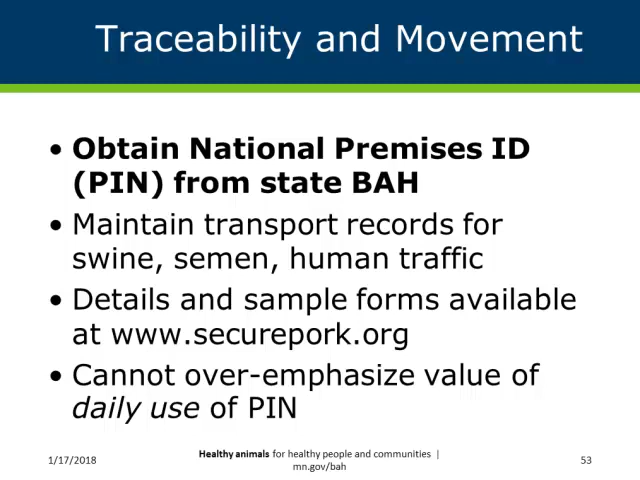 Traceability and Movement
• Obtain National Premises ID
(PIN) from state BAH
• Maintain transport records for
swine, semen, human traffic
• Details and sample forms available
at www.securepork.org
• Cannot over-emphasize value of
daily use of PIN
1/17/2018
Healthy animals for healthy people and communities |
mn.gov/bah
53